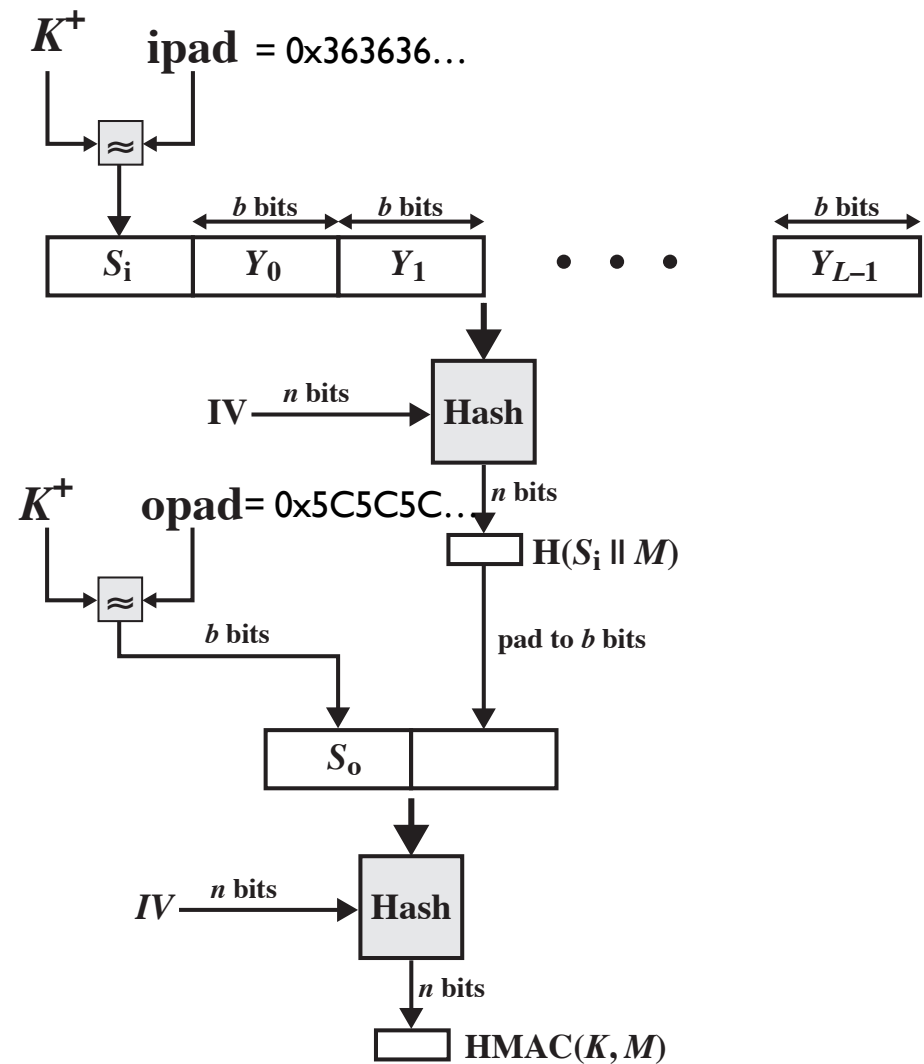 K+ ipad = 0x363636…
≈
b bits b bits b bits
Si Y0 Y1 • • • YL–1
IV n bits Hash
n bits
K+ opad= 0x5C5C5C…
H(Si || M)
≈
b bits
pad to b bits
So
IV n bits Hash
n bits
HMAC(K, M)